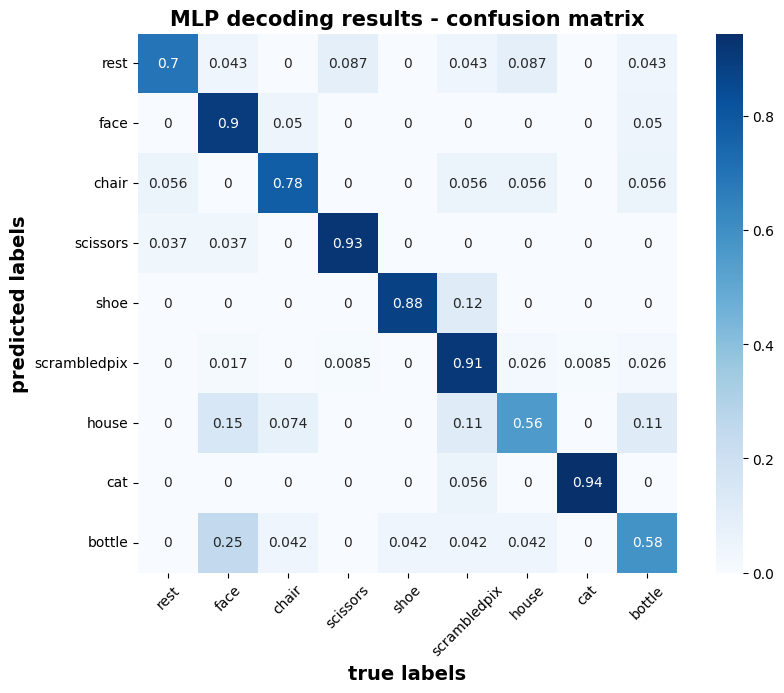 MLP decoding results - confusion matrix
predicted labels
rest 0.7 0.043 0 0.087 0 0.043 0.087 0 0.043
face 0 0.9 0.05 0 0 0 0 0 0.05
chair 0.056 0 0.78 0 0 0.056 0.056 0 0.056
scissors 0.037 0.037 0 0.93 0 0 0 0 0
shoe 0 0 0 0 0.88 0.12 0 0 0
scrambledpix 0 0.017 0 0.0085 0 0.91 0.026 0.0085 0.026
house 0 0.15 0.074 0 0 0.11 0.56 0 0.11
cat 0 0 0 0 0 0.056 0 0.94 0
bottle 0 0.25 0.042 0 0.042 0.042 0.042 0 0.58
rest face chair scissors shoe scrambledpix house cat bottle
true labels
0.8
0.6
0.4
0.2
0.0